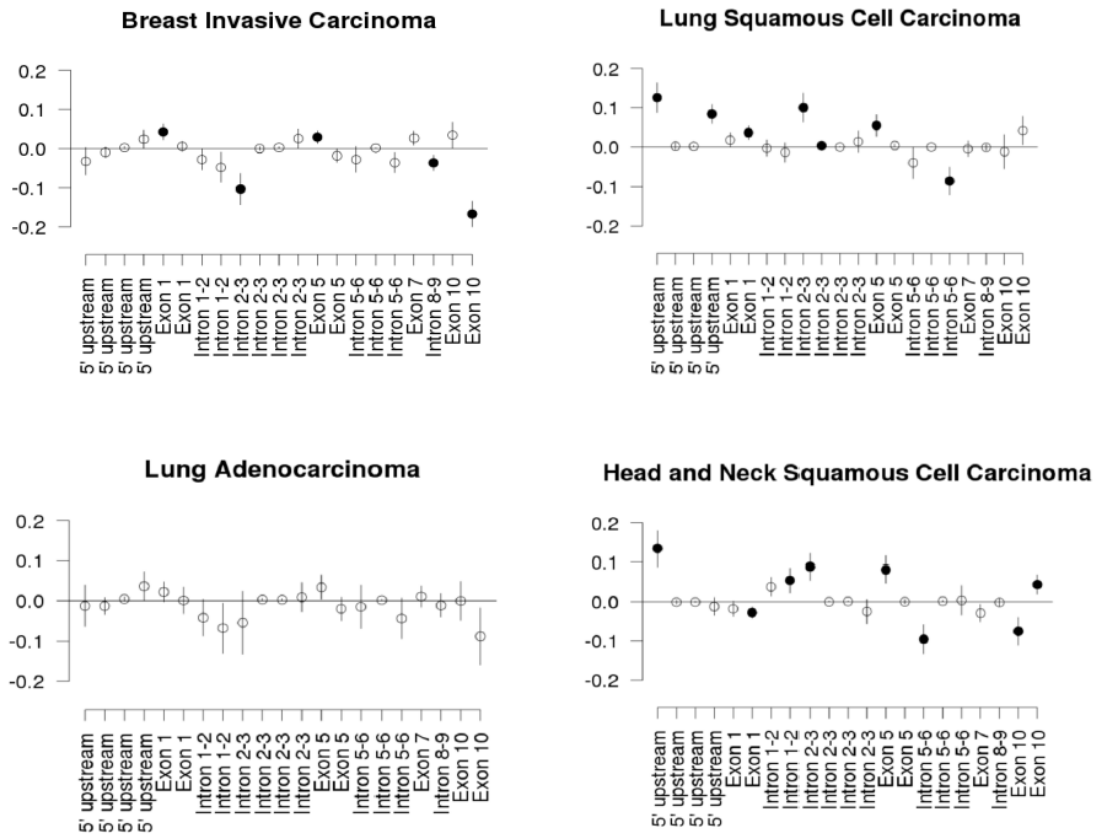 Breast Invasive Carcinoma
0.2
0.1
0.0
-0.1
-0.2
5' upstream
5' upstream
5' upstream
5' upstream
Exon 1
Exon 1
Intron 1-2
Intron 1-2
Intron 2-3
Intron 2-3
Intron 2-3
Intron 2-3
Exon 5
Exon 5
Intron 5-6
Intron 5-6
Intron 5-6
Exon 7
Intron 8-9
Exon 10
Exon 10
Lung Squamous Cell Carcinoma
0.2
0.1
0.0
-0.1
-0.2
5' upstream
5' upstream
5' upstream
5' upstream
Exon 1
Exon 1
Intron 1-2
Intron 1-2
Intron 2-3
Intron 2-3
Intron 2-3
Intron 2-3
Exon 5
Exon 5
Intron 5-6
Intron 5-6
Intron 5-6
Exon 7
Intron 8-9
Exon 10
Exon 10
Lung Adenocarcinoma
0.2
0.1
0.0
-0.1
-0.2
5' upstream
5' upstream
5' upstream
5' upstream
Exon 1
Exon 1
Intron 1-2
Intron 1-2
Intron 2-3
Intron 2-3
Intron 2-3
Intron 2-3
Exon 5
Exon 5
Intron 5-6
Intron 5-6
Intron 5-6
Exon 7
Intron 8-9
Exon 10
Exon 10
Head and Neck Squamous Cell Carcinoma
0.2
0.1
0.0
-0.1
-0.2
5' upstream
5' upstream
5' upstream
5' upstream
Exon 1
Exon 1
Intron 1-2
Intron 1-2
Intron 2-3
Intron 2-3
Intron 2-3
Intron 2-3
Exon 5
Exon 5
Intron 5-6
Intron 5-6
Intron 5-6
Exon 7
Intron 8-9
Exon 10
Exon 10